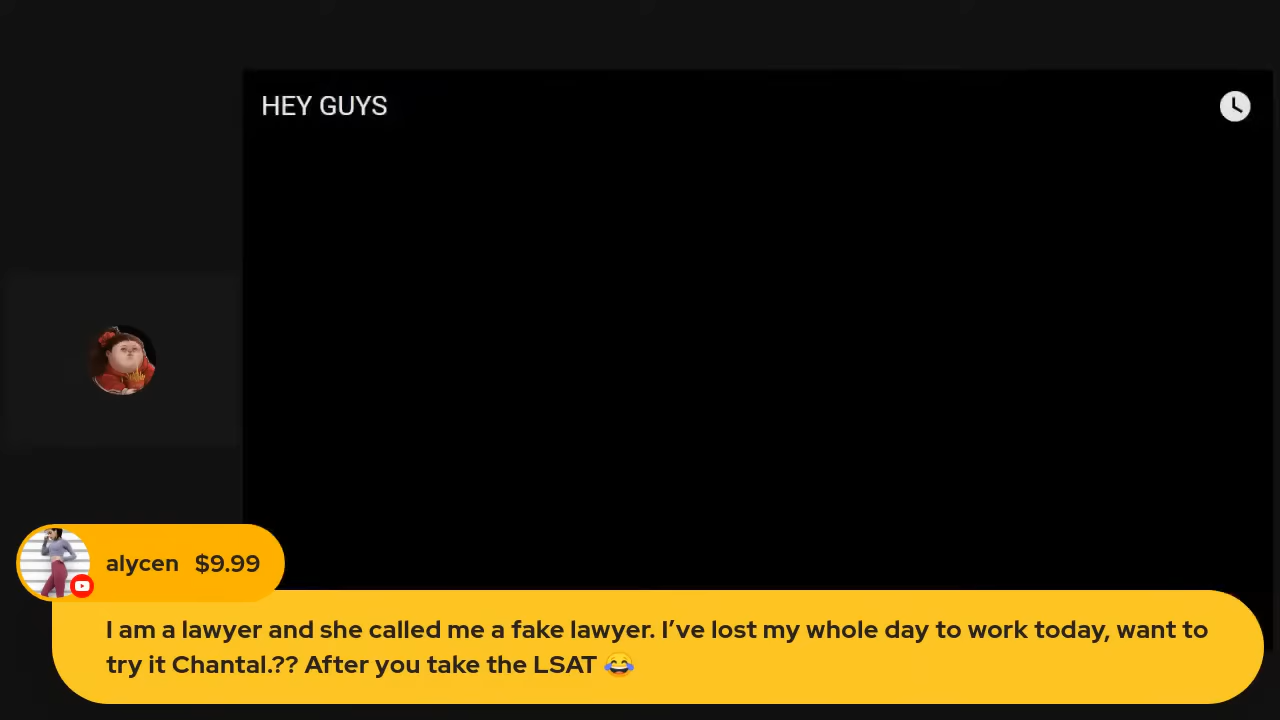 HEY GUYS
alycen $9.99
I am a lawyer and she called me a fake lawyer. I’ve lost my whole day to work today, want to
try it Chantal.?? After you take the LSAT 😂